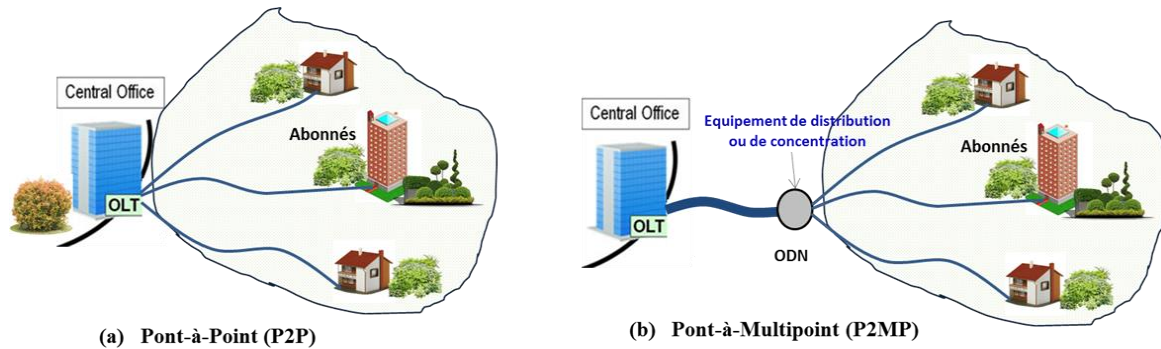 Central Office
OLT
Abonnés
(a) Pont-à-Point (P2P)
Central Office
OLT
Equipement de distribution
ou de concentration
ODN
Abonnés
(b) Pont-à-Multipoint (P2MP)